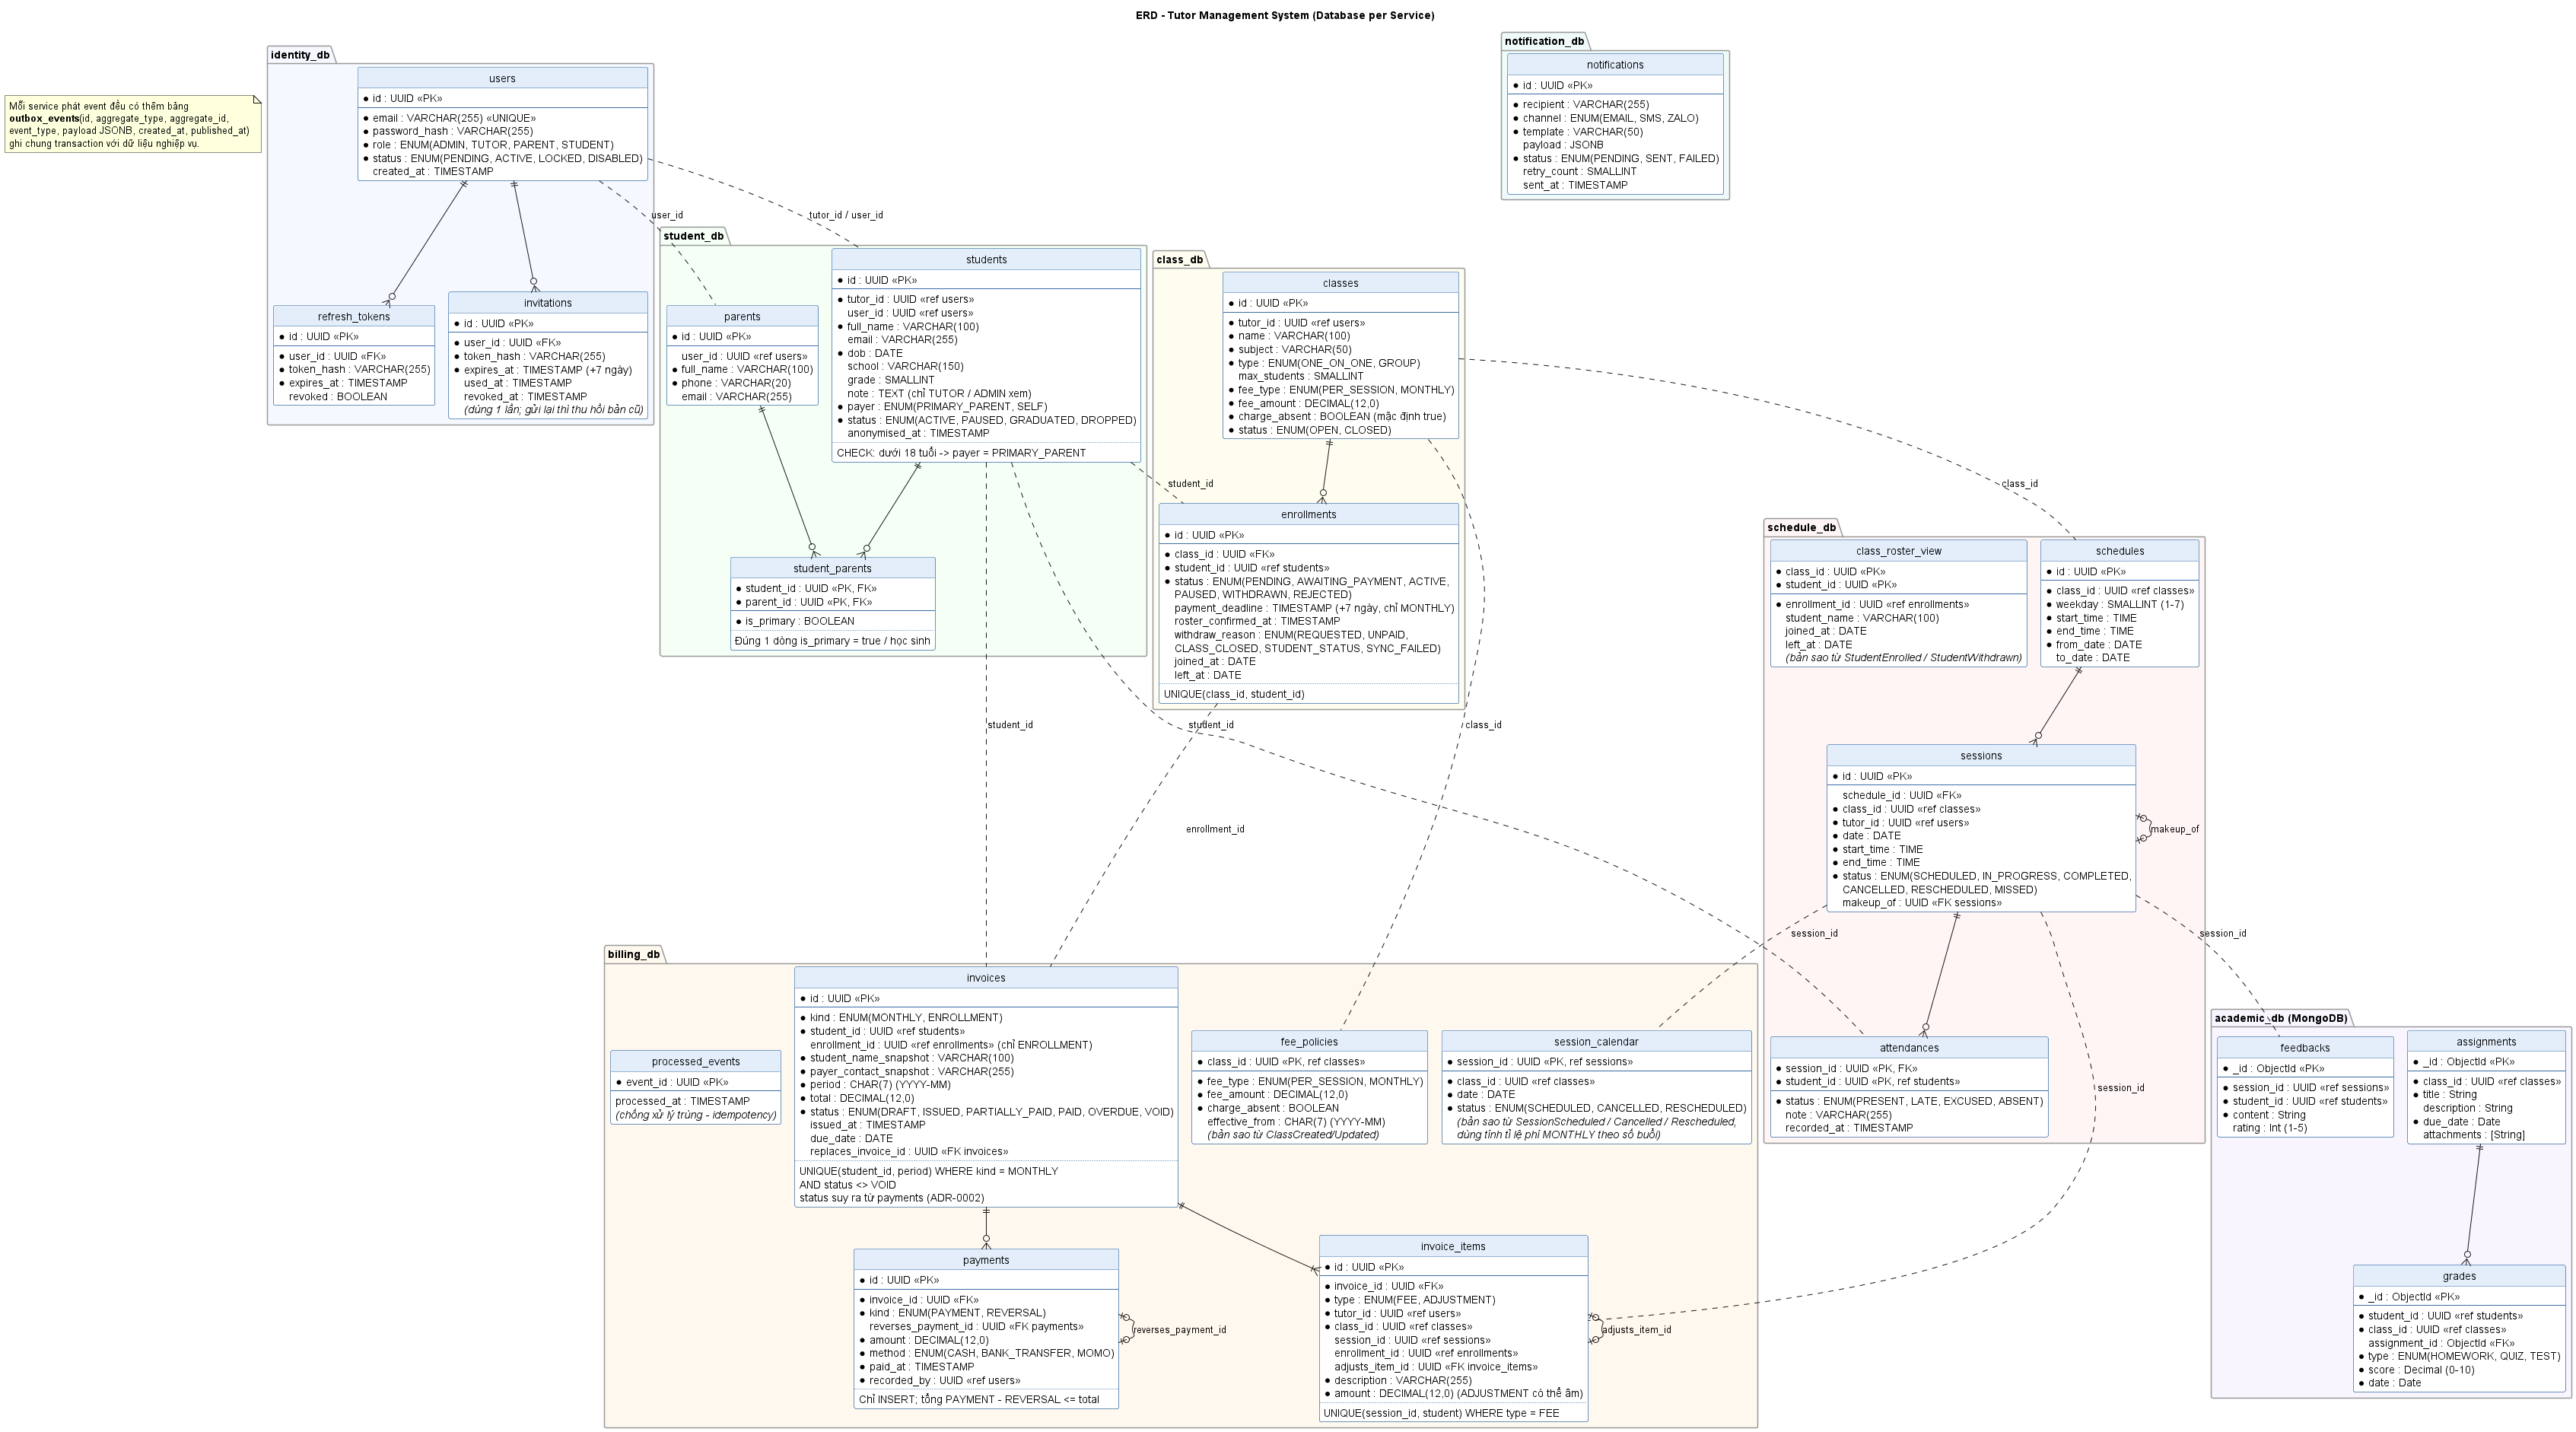 ERD - Tutor Management System (Database per Service)
Mỗi service phát event đều có thêm bảng
outbox_events(id, aggregate_type, aggregate_id,
event_type, payload JSONB, created_at, published_at)
ghi chung transaction với dữ liệu nghiệp vụ.
identity_db
users
id : UUID «PK»
email : VARCHAR(255) «UNIQUE»
password_hash : VARCHAR(255)
role : ENUM(ADMIN, TUTOR, PARENT, STUDENT)
status : ENUM(PENDING, ACTIVE, LOCKED, DISABLED)
created_at : TIMESTAMP
refresh_tokens
id : UUID «PK»
user_id : UUID «FK»
token_hash : VARCHAR(255)
expires_at : TIMESTAMP
revoked : BOOLEAN
invitations
id : UUID «PK»
user_id : UUID «FK»
token_hash : VARCHAR(255)
expires_at : TIMESTAMP (+7 ngày)
used_at : TIMESTAMP
revoked_at : TIMESTAMP
(dùng 1 lần; gửi lại thì thu hồi bản cũ)
notification_db
notifications
id : UUID «PK»
recipient : VARCHAR(255)
channel : ENUM(EMAIL, SMS, ZALO)
template : VARCHAR(50)
payload : JSONB
status : ENUM(PENDING, SENT, FAILED)
retry_count : SMALLINT
sent_at : TIMESTAMP
user_id
tutor_id / user_id
student_db
students
id : UUID «PK»
tutor_id : UUID «ref users»
user_id : UUID «ref users»
full_name : VARCHAR(100)
email : VARCHAR(255)
dob : DATE
school : VARCHAR(150)
grade : SMALLINT
note : TEXT (chỉ TUTOR / ADMIN xem)
payer : ENUM(PRIMARY_PARENT, SELF)
status : ENUM(ACTIVE, PAUSED, GRADUATED, DROPPED)
anonymised_at : TIMESTAMP
CHECK: dưới 18 tuổi -> payer = PRIMARY_PARENT
parents
id : UUID «PK»
user_id : UUID «ref users»
full_name : VARCHAR(100)
phone : VARCHAR(20)
email : VARCHAR(255)
student_parents
student_id : UUID «PK, FK»
parent_id : UUID «PK, FK»
is_primary : BOOLEAN
Đúng 1 dòng is_primary = true / học sinh
class_db
classes
id : UUID «PK»
tutor_id : UUID «ref users»
name : VARCHAR(100)
subject : VARCHAR(50)
type : ENUM(ONE_ON_ONE, GROUP)
max_students : SMALLINT
fee_type : ENUM(PER_SESSION, MONTHLY)
fee_amount : DECIMAL(12,0)
charge_absent : BOOLEAN (mặc định true)
status : ENUM(OPEN, CLOSED)
student_id
class_id
enrollments
id : UUID «PK»
class_id : UUID «FK»
student_id : UUID «ref students»
status : ENUM(PENDING, AWAITING_PAYMENT, ACTIVE,
PAUSED, WITHDRAWN, REJECTED)
payment_deadline : TIMESTAMP (+7 ngày, chỉ MONTHLY)
roster_confirmed_at : TIMESTAMP
withdraw_reason : ENUM(REQUESTED, UNPAID,
CLASS_CLOSED, STUDENT_STATUS, SYNC_FAILED)
joined_at : DATE
left_at : DATE
UNIQUE(class_id, student_id)
schedule_db
class_roster_view
class_id : UUID «PK»
student_id : UUID «PK»
enrollment_id : UUID «ref enrollments»
student_name : VARCHAR(100)
joined_at : DATE
left_at : DATE
(bản sao từ StudentEnrolled / StudentWithdrawn)
schedules
id : UUID «PK»
class_id : UUID «ref classes»
weekday : SMALLINT (1-7)
start_time : TIME
end_time : TIME
from_date : DATE
to_date : DATE
student_id
student_id
class_id
sessions
id : UUID «PK»
schedule_id : UUID «FK»
class_id : UUID «ref classes»
tutor_id : UUID «ref users»
date : DATE
start_time : TIME
end_time : TIME
status : ENUM(SCHEDULED, IN_PROGRESS, COMPLETED,
CANCELLED, RESCHEDULED, MISSED)
makeup_of : UUID «FK sessions»
makeup_of
enrollment_id
session_id
session_id
billing_db
processed_events
event_id : UUID «PK»
processed_at : TIMESTAMP
(chống xử lý trùng - idempotency)
invoices
id : UUID «PK»
kind : ENUM(MONTHLY, ENROLLMENT)
student_id : UUID «ref students»
enrollment_id : UUID «ref enrollments» (chỉ ENROLLMENT)
student_name_snapshot : VARCHAR(100)
payer_contact_snapshot : VARCHAR(255)
period : CHAR(7) (YYYY-MM)
total : DECIMAL(12,0)
status : ENUM(DRAFT, ISSUED, PARTIALLY_PAID, PAID, OVERDUE, VOID)
issued_at : TIMESTAMP
due_date : DATE
replaces_invoice_id : UUID «FK invoices»
UNIQUE(student_id, period) WHERE kind = MONTHLY
AND status <> VOID
status suy ra từ payments (ADR-0002)
fee_policies
class_id : UUID «PK, ref classes»
fee_type : ENUM(PER_SESSION, MONTHLY)
fee_amount : DECIMAL(12,0)
charge_absent : BOOLEAN
effective_from : CHAR(7) (YYYY-MM)
(bản sao từ ClassCreated/Updated)
session_calendar
session_id : UUID «PK, ref sessions»
class_id : UUID «ref classes»
date : DATE
status : ENUM(SCHEDULED, CANCELLED, RESCHEDULED)
(bản sao từ SessionScheduled / Cancelled / Rescheduled,
dùng tính tỉ lệ phí MONTHLY theo số buổi)
attendances
session_id : UUID «PK, FK»
student_id : UUID «PK, ref students»
status : ENUM(PRESENT, LATE, EXCUSED, ABSENT)
note : VARCHAR(255)
recorded_at : TIMESTAMP
session_id
academic_db (MongoDB)
feedbacks
_id : ObjectId «PK»
session_id : UUID «ref sessions»
student_id : UUID «ref students»
content : String
rating : Int (1-5)
assignments
_id : ObjectId «PK»
class_id : UUID «ref classes»
title : String
description : String
due_date : Date
attachments : [String]
payments
id : UUID «PK»
invoice_id : UUID «FK»
kind : ENUM(PAYMENT, REVERSAL)
reverses_payment_id : UUID «FK payments»
amount : DECIMAL(12,0)
method : ENUM(CASH, BANK_TRANSFER, MOMO)
paid_at : TIMESTAMP
recorded_by : UUID «ref users»
Chỉ INSERT; tổng PAYMENT - REVERSAL <= total
reverses_payment_id
invoice_items
id : UUID «PK»
invoice_id : UUID «FK»
type : ENUM(FEE, ADJUSTMENT)
tutor_id : UUID «ref users»
class_id : UUID «ref classes»
session_id : UUID «ref sessions»
enrollment_id : UUID «ref enrollments»
adjusts_item_id : UUID «FK invoice_items»
description : VARCHAR(255)
amount : DECIMAL(12,0) (ADJUSTMENT có thể âm)
UNIQUE(session_id, student) WHERE type = FEE
adjusts_item_id
grades
_id : ObjectId «PK»
student_id : UUID «ref students»
class_id : UUID «ref classes»
assignment_id : ObjectId «FK»
type : ENUM(HOMEWORK, QUIZ, TEST)
score : Decimal (0-10)
date : Date